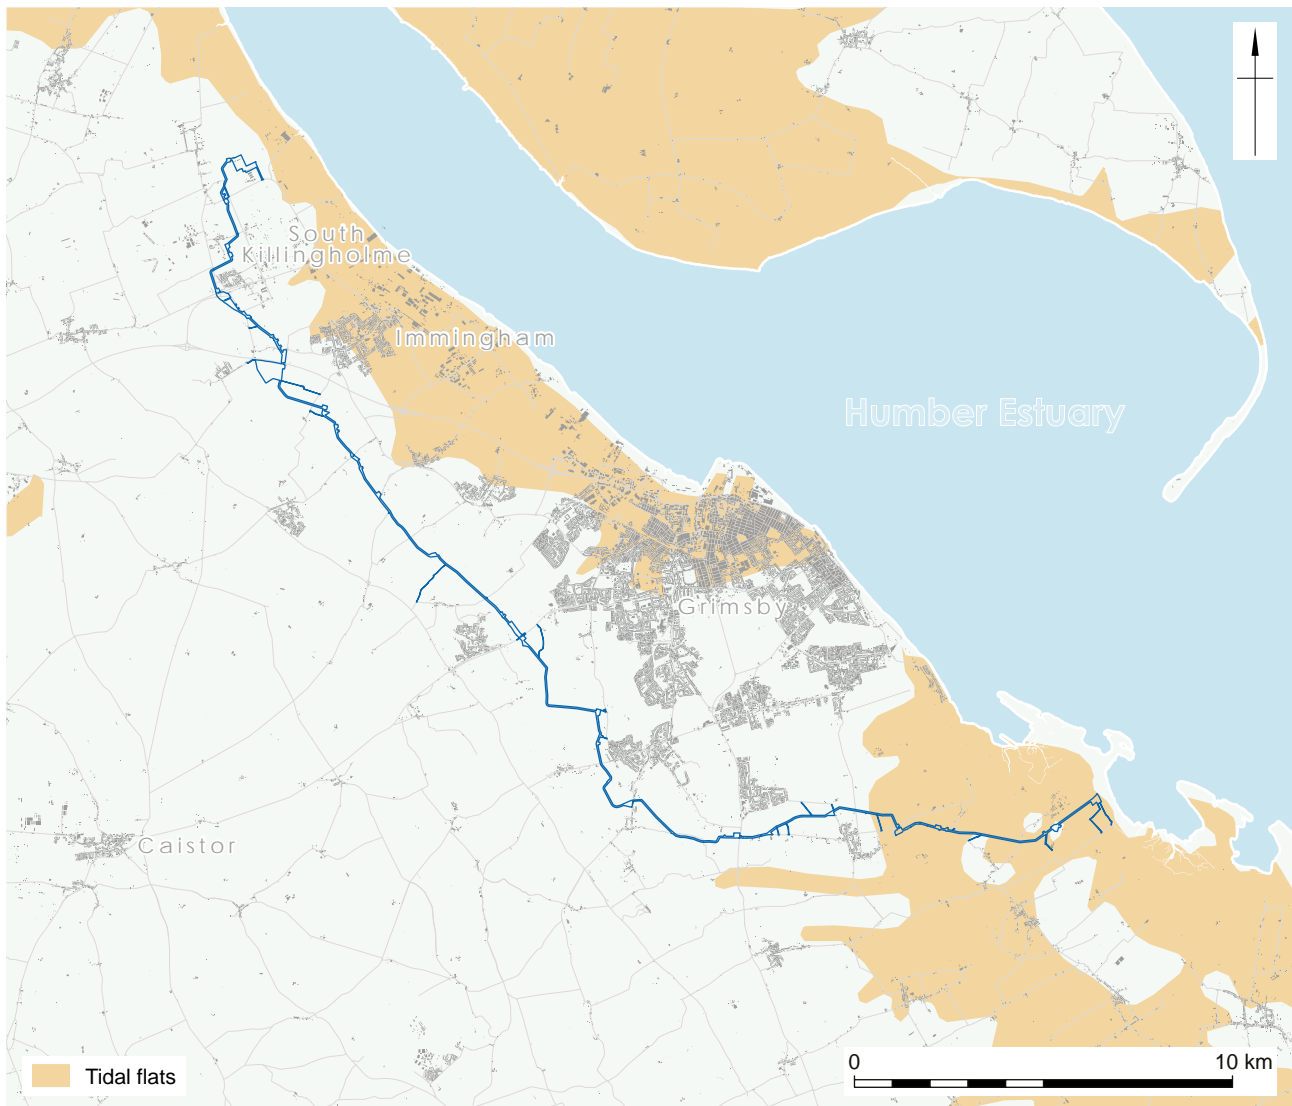 South
Killingholme
Immingham
Humber Estuary
Grimsby
Caistor
Tidal flats
0 10 km